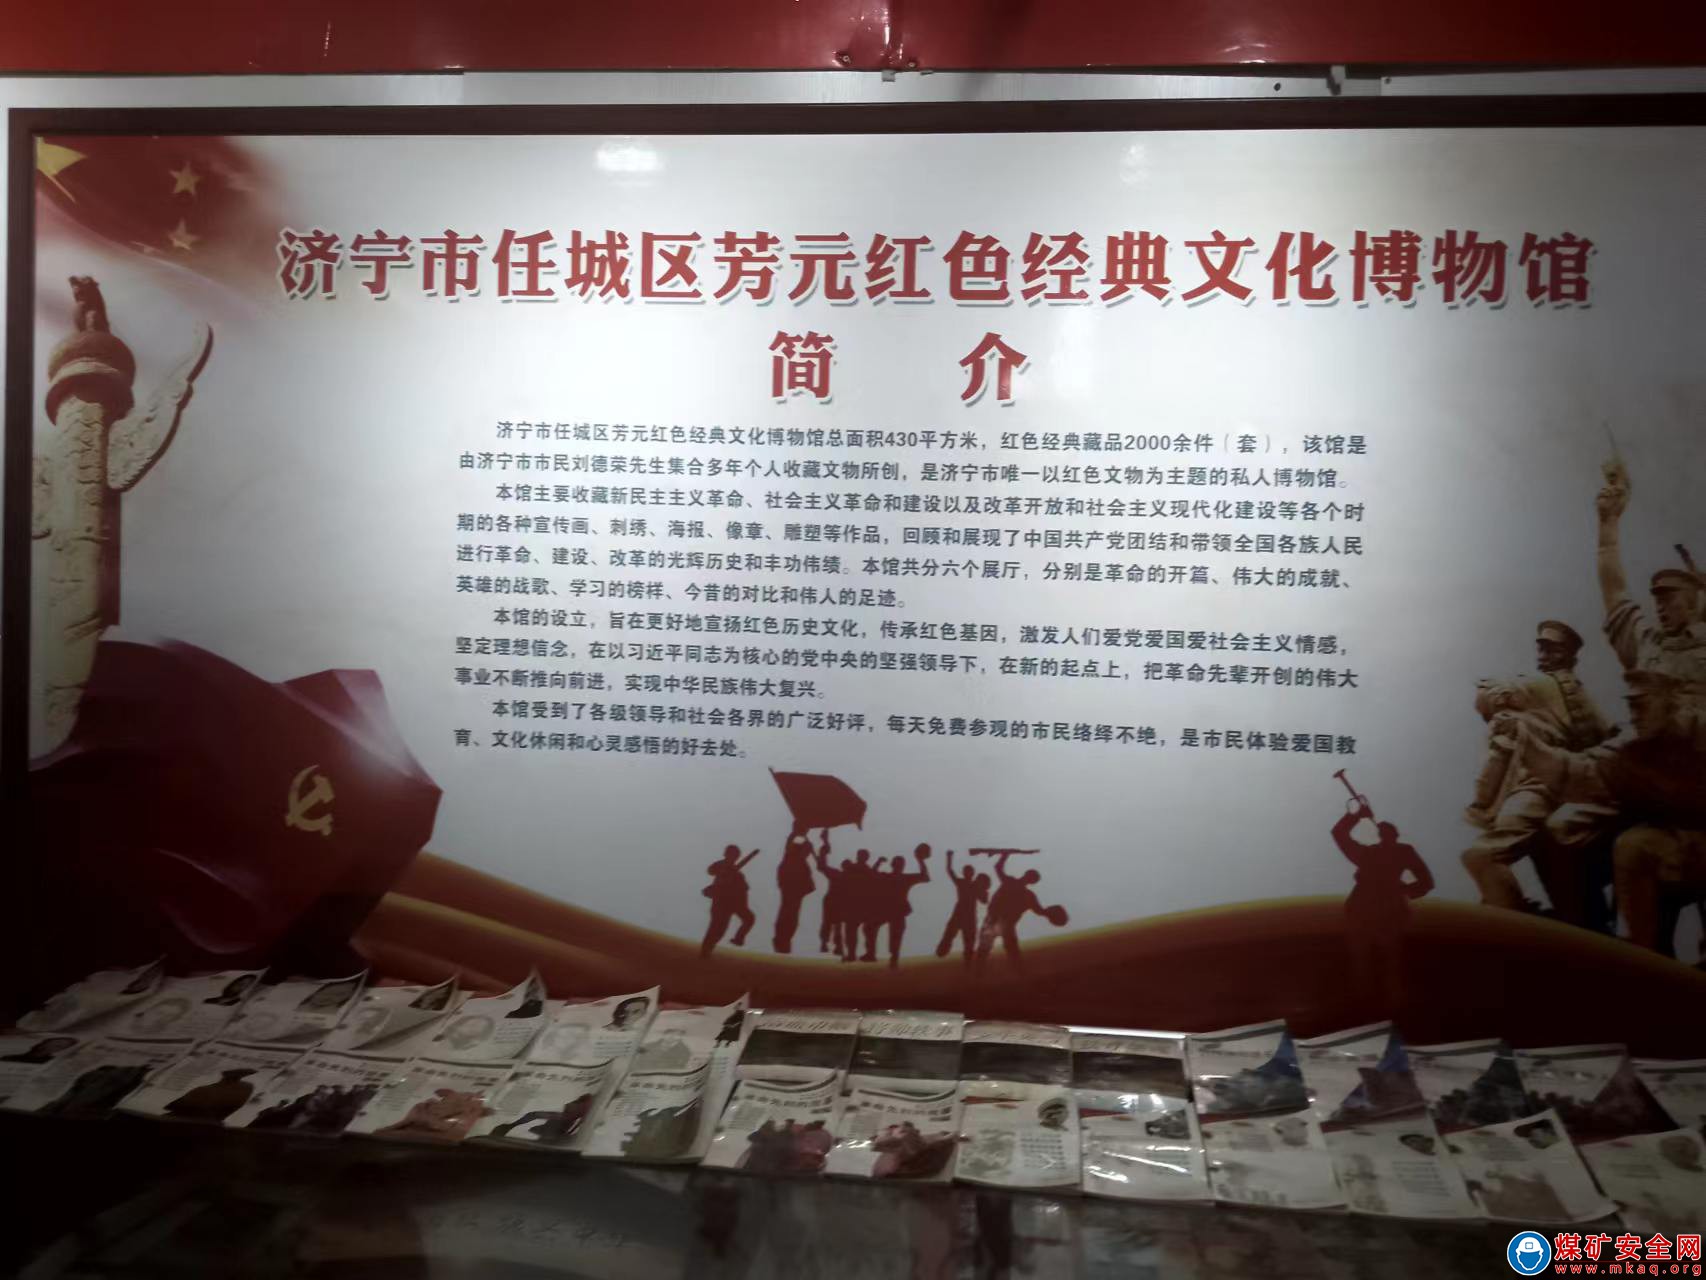 济宁市任城区芳元红色经典文化博物馆
简介
济宁市任城区芳元红色经典文化博物馆总面积430平方米，红色经典藏品2000余件（套），该馆是
由济宁市市民刘德荣先生集合多年个人收藏文物所创，是济宁市唯一以红色文物为主题的私人博物馆。
本馆主要收藏新民主主义革命、社会主义革命和建设以及改革开放和社会主义现代化建设等各个时
期的各种宣传画、刺绣、海报、像章、雕塑等作品，回顾和展现了中国共产党团结和带领全国各族人民
进行革命、建设、改革的光辉历史和丰功伟绩。本馆共分六个展厅，分别是革命的开篇、伟大的成就、
英雄的战歌、学习的榜样、今昔的对比和伟人的足迹。
本馆的设立，旨在更好地宣扬红色历史文化，传承红色基因，激发人们爱党爱国爱社会主义情感，
坚定理想信念，在以习近平同志为核心的党中央的坚强领导下，在新的起点上，把革命先辈开创的伟大
事业不断推向前进，实现中华民族伟大复兴。
本馆受到了各级领导和社会各界的广泛好评，每天免费参观的市民络绎不绝，是市民体验爱国教
育、文化休闲和心灵感悟的好去处。
煤矿安全网
www.mkaq.org